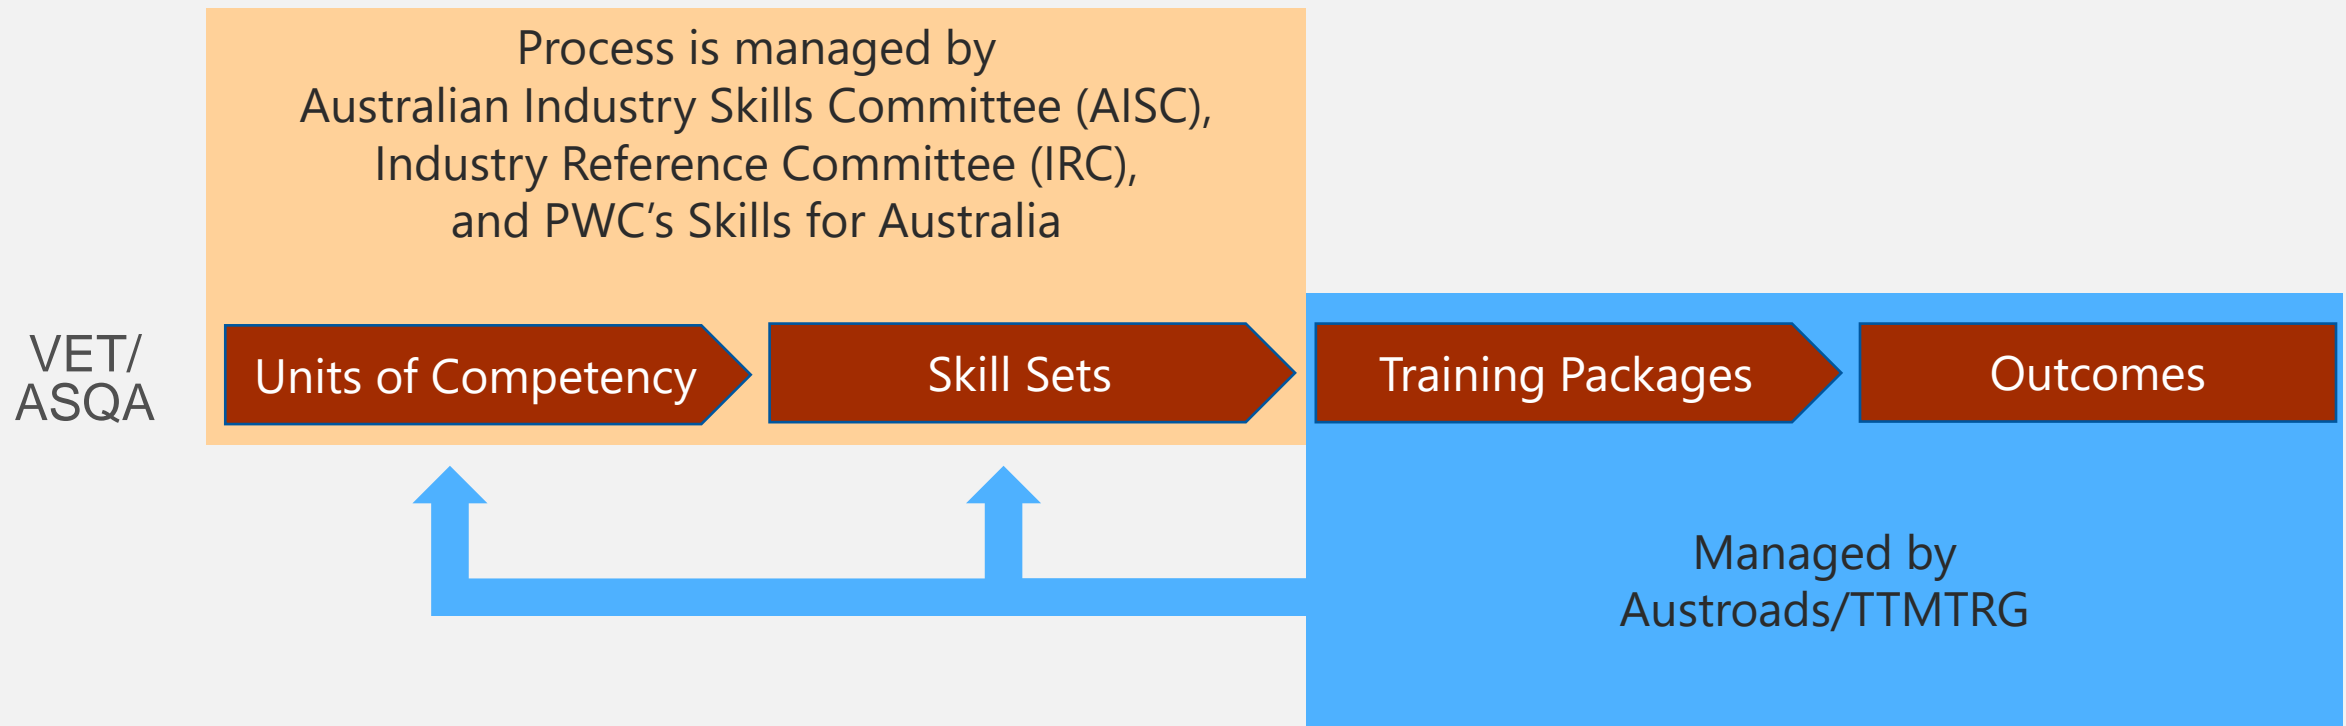 Process is managed by
Australian Industry Skills Committee (AISC),
Industry Reference Committee (IRC),
and PWC’s Skills for Australia
VET/
ASQA
Units of Competency
Skill Sets
Training Packages
Outcomes
Managed by
Austroads/TTMTRG